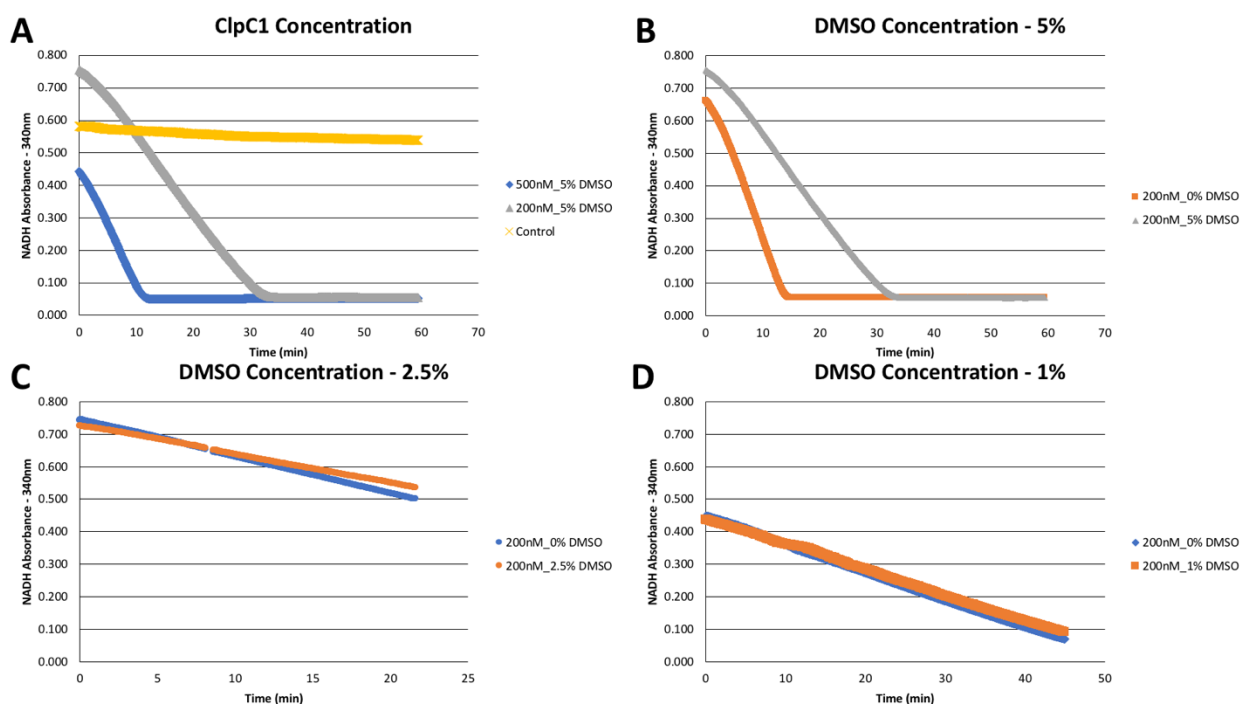 A
ClpC1 Concentration
0.800
0.700
0.600
0.500
0.400
0.300
0.200
0.100
0.000
NADH Absorbance - 340nm
0 10 20 30 40 50 60 70
Time (min)
500nM_5% DMSO
200nM_5% DMSO
Control
B
DMSO Concentration - 5%
0.800
0.700
0.600
0.500
0.400
0.300
0.200
0.100
0.000
NADH Absorbance - 340nm
0 10 20 30 40 50 60 70
Time (min)
200nM_0% DMSO
200nM_5% DMSO
C
DMSO Concentration - 2.5%
0.800
0.700
0.600
0.500
0.400
0.300
0.200
0.100
0.000
NADH Absorbance - 340nm
0 5 10 15 20 25
Time (min)
200nM_0% DMSO
200nM_2.5% DMSO
D
DMSO Concentration - 1%
0.800
0.700
0.600
0.500
0.400
0.300
0.200
0.100
0.000
NADH Absorbance - 340nm
0 10 20 30 40 50
Time (min)
200nM_0% DMSO
200nM_1% DMSO